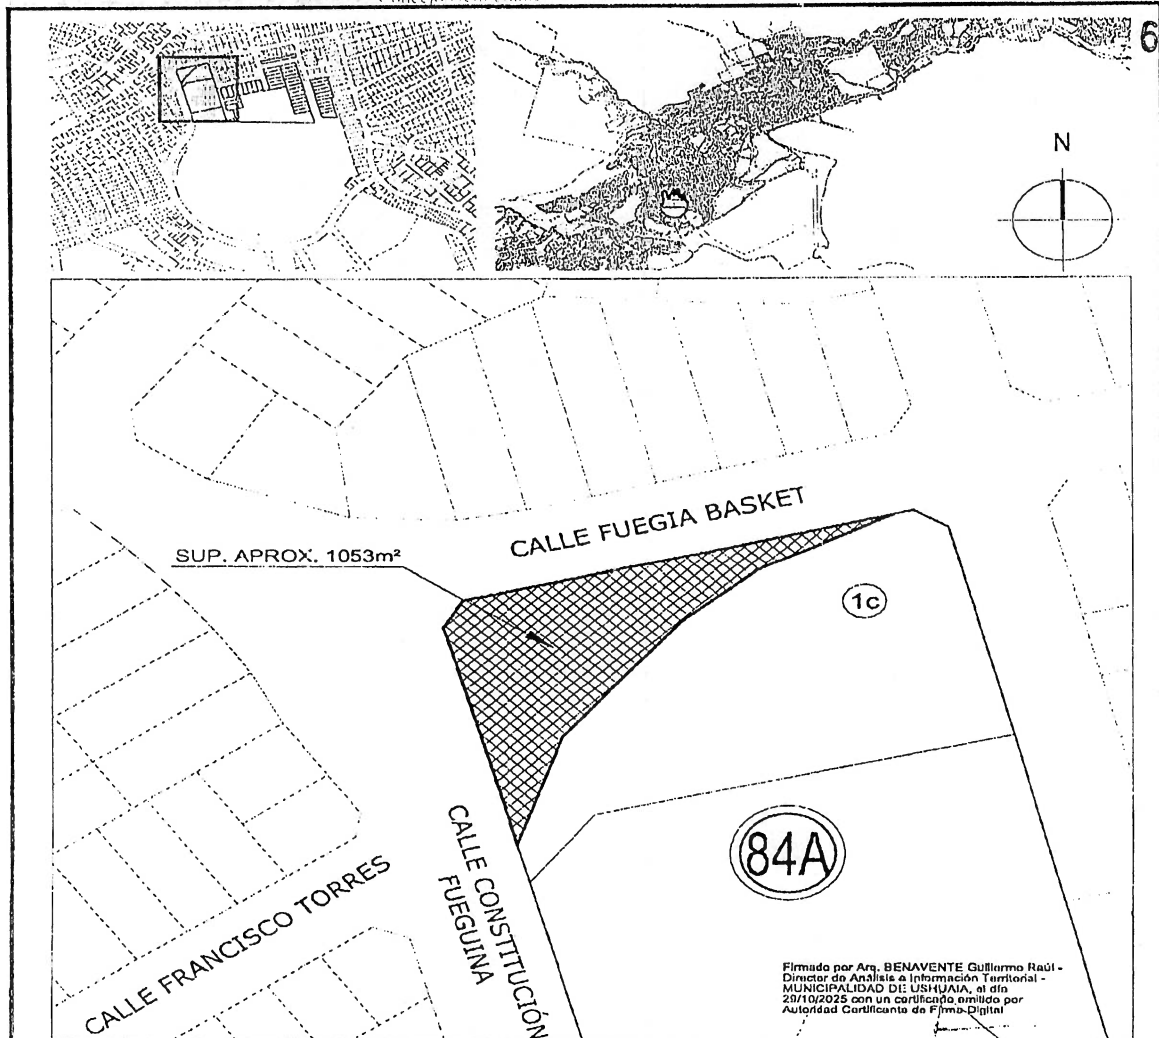 6
N
CALLE FUEGIA BASKET
SUP. APROX. 1053m²
1c
84A
CALLE CONSTITUCIÓN
FUEGUINA
CALLE FRANCISCO TORRES
Firmado por Arq. BENAVENTE Guillermo Raúl -
Director de Análisis e Información Territorial -
MUNICIPALIDAD DE USHUAIA, el día
29/10/2025 con un certificado emitido por
Autoridad Certificante de Firma Digital